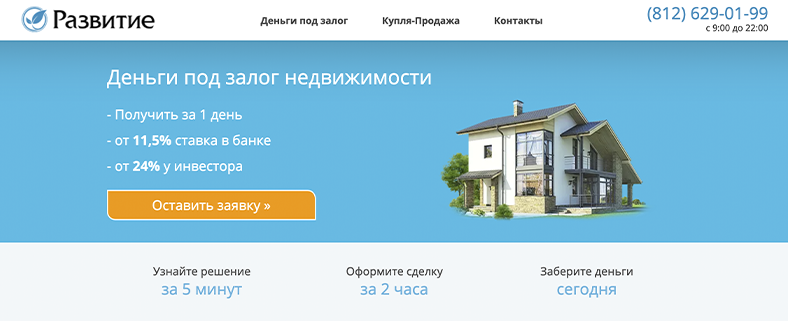 Развитие
Деньги под залог
Купля-Продажа
Контакты
(812) 629-01-99
с 9:00 до 22:00
Деньги под залог недвижимости
- Получить за 1 день
- от 11,5% ставка в банке
- от 24% у инвестора
Оставить заявку »
Узнайте решение
за 5 минут
Оформите сделку
за 2 часа
Заберите деньги
сегодня